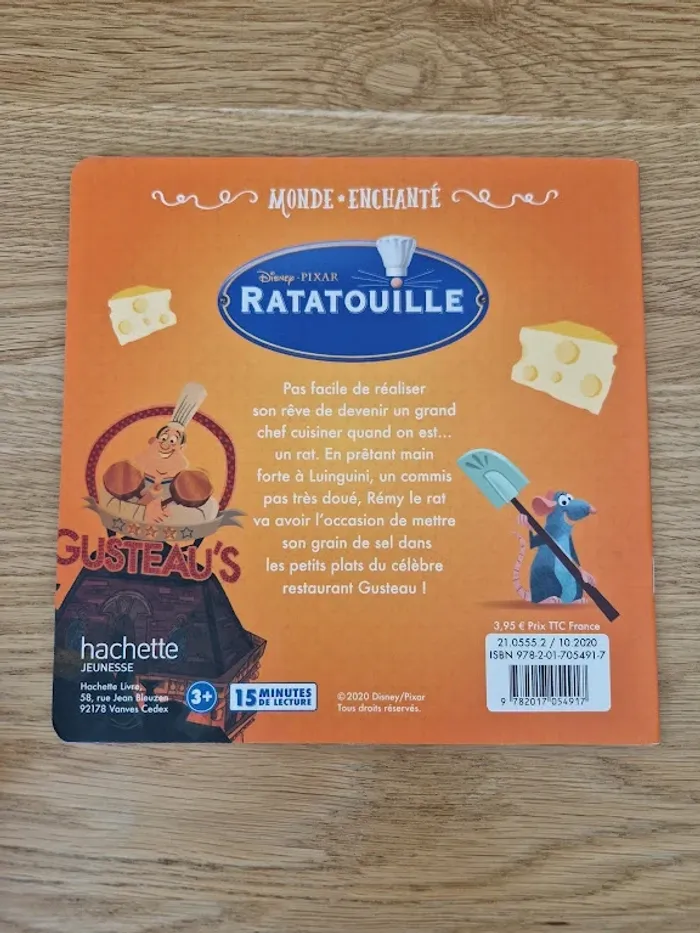 MONDE ★ ENCHANTÉ
Disney · PIXAR
RATATOUILLE
Pas facile de réaliser
son rêve de devenir un grand
chef cuisiner quand on est...
un rat. En prêtant main
forte à Luinguini, un commis
pas très doué, Rémy le rat
va avoir l'occasion de mettre
son grain de sel dans
les petits plats du célèbre
restaurant Gusteau !
GUSTEAU'S
3,95 € Prix TTC France
21.0555.2 / 10.2020
ISBN 978-2-01-705491-7
9 782017 054917
hachette
JEUNESSE
Hachette Livre,
58, rue Jean Bleuzen
92178 Vanves Cedex
3+
15 MINUTES
DE LECTURE
©2020 Disney/Pixar
Tous droits réservés.